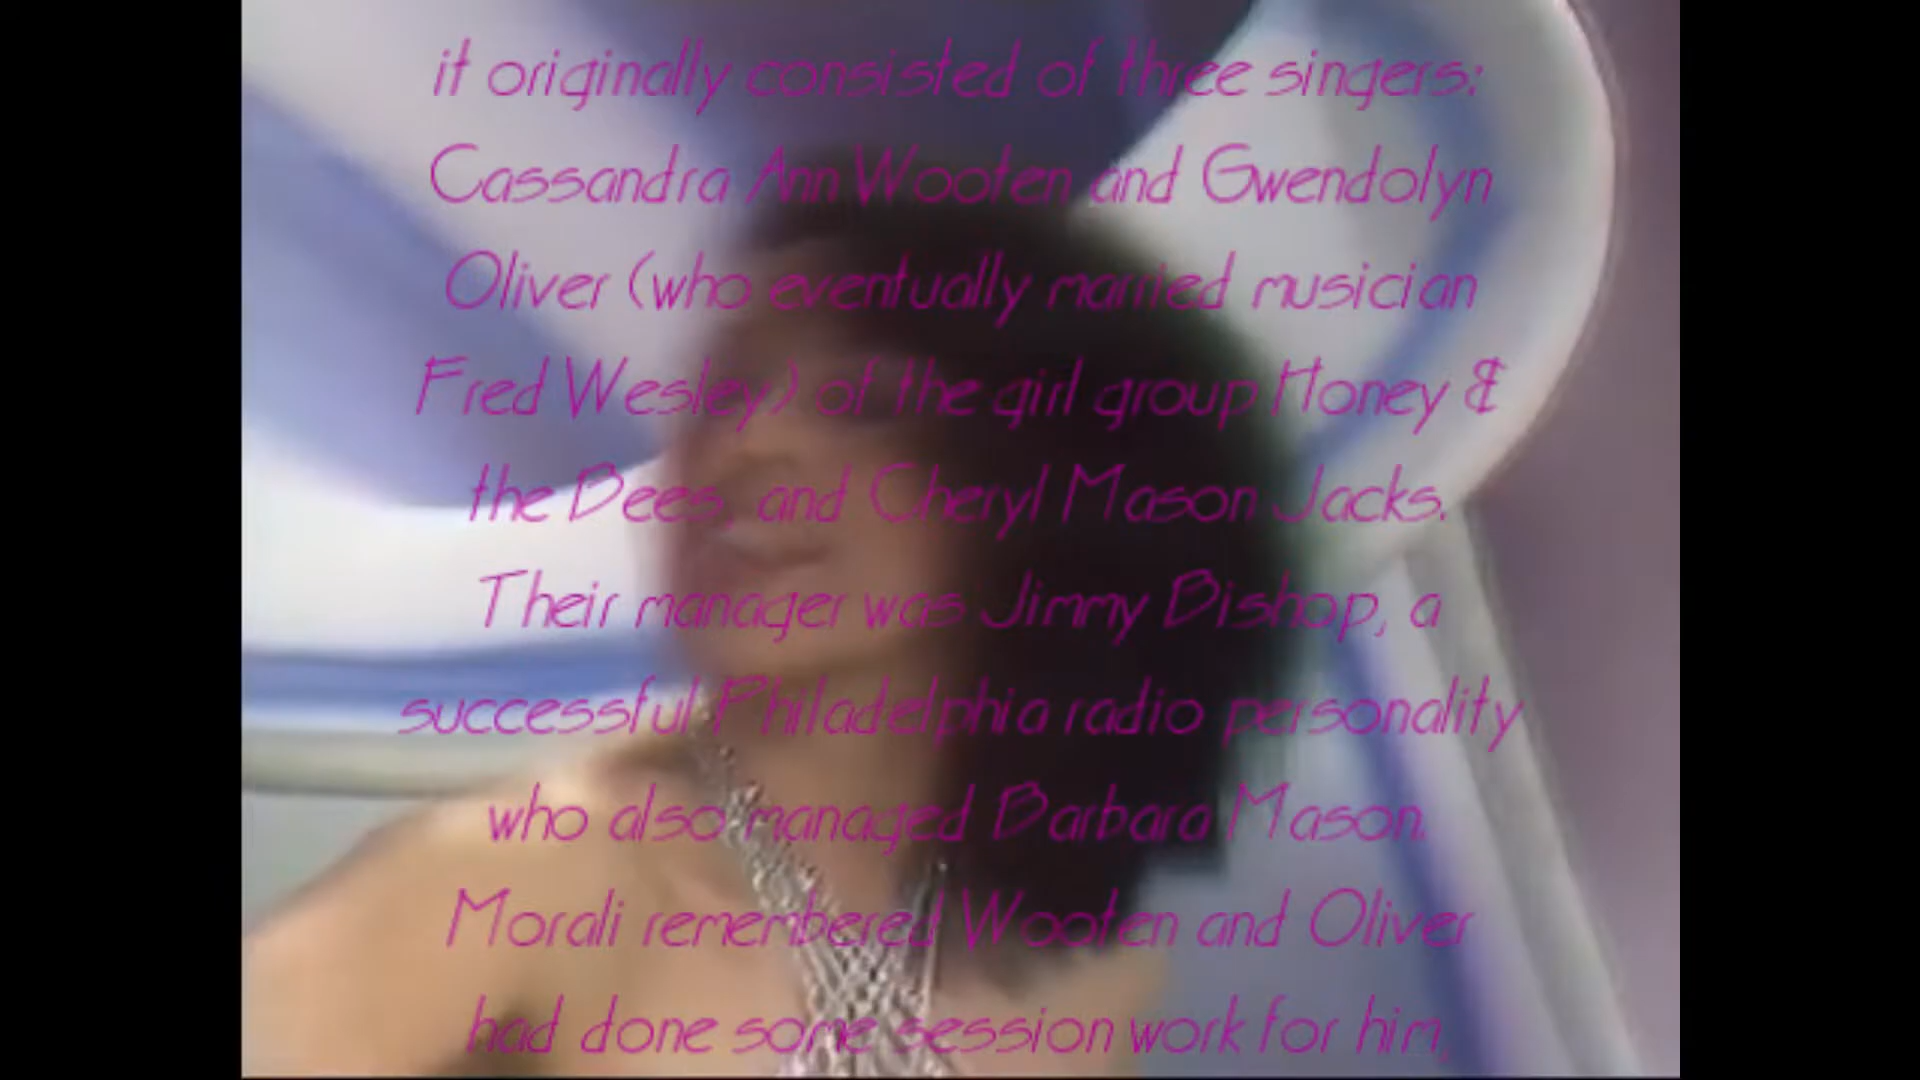 it originally consisted of three singers:
Cassandra Ann Wooten and Gwendolyn
Oliver (who eventually married musician
Fred Wesley) of the girl group Honey &
the Bees, and Cheryl Mason Jacks.
Their manager was Jimmy Bishop, a
successful Philadelphia radio personality
who also managed Barbara Mason.
Morali remembered Wooten and Oliver
had done some session work for him,